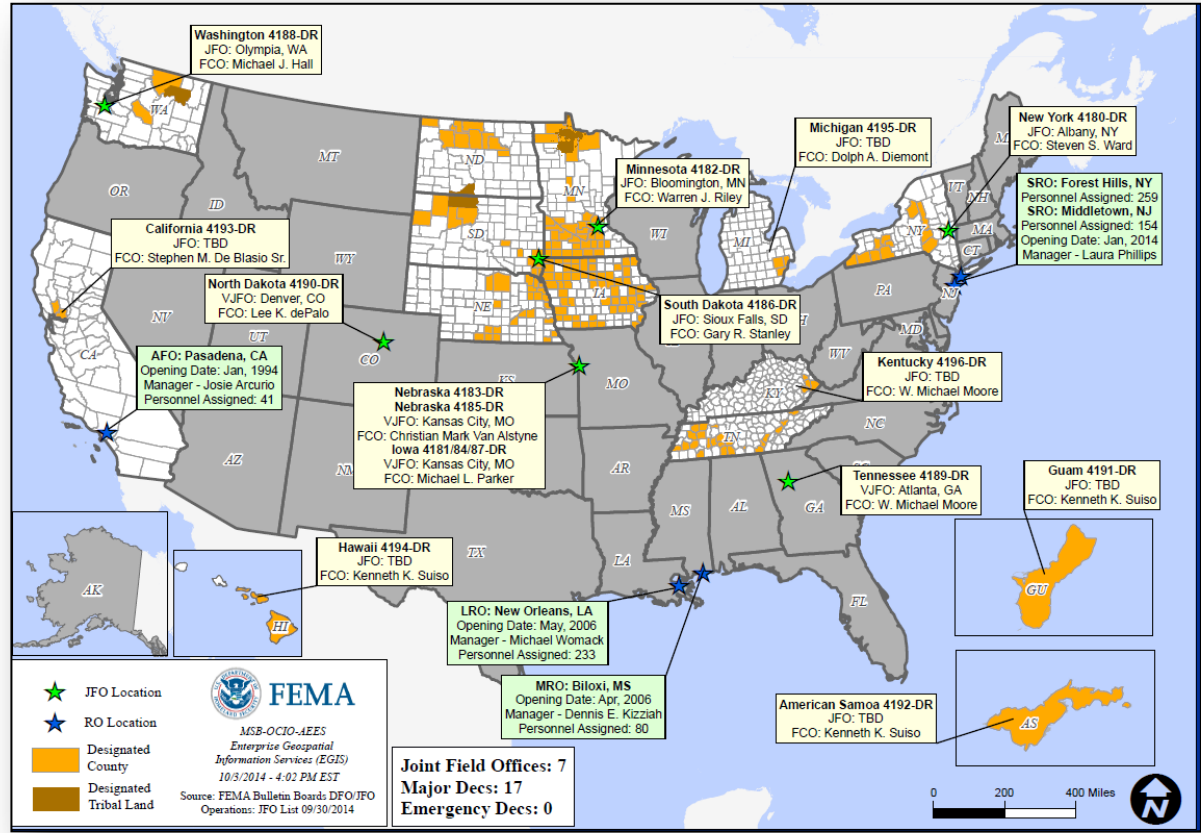 Washington 4188-DR
JFO: Olympia, WA
FCO: Michael J. Hall
Michigan 4195-DR
JFO: TBD
FCO: Dolph A. Diemont
New York 4180-DR
JFO: Albany, NY
FCO: Steven S. Ward
Minnesota 4182-DR
JFO: Bloomington, MN
FCO: Warren J. Riley
SRO: Forest Hills, NY
Personnel Assigned: 259
SRO: Middletown, NJ
Personnel Assigned: 154
Opening Date: Jan, 2014
Manager - Laura Phillips
California 4193-DR
JFO: TBD
FCO: Stephen M. De Blasio Sr.
North Dakota 4190-DR
VJFO: Denver, CO
FCO: Lee K. dePalo
South Dakota 4186-DR
JFO: Sioux Falls, SD
FCO: Gary R. Stanley
AFO: Pasadena, CA
Opening Date: Jan, 1994
Manager - Josie Arcurio
Personnel Assigned: 41
Kentucky 4196-DR
JFO: TBD
FCO: W. Michael Moore
Nebraska 4183-DR
Nebraska 4185-DR
VJFO: Kansas City, MO
FCO: Christian Mark Van Alstyne
Iowa 4181/84/87-DR
VJFO: Kansas City, MO
FCO: Michael L. Parker
Tennessee 4189-DR
VJFO: Atlanta, GA
FCO: W. Michael Moore
Guam 4191-DR
JFO: TBD
FCO: Kenneth K. Suiso
Hawaii 4194-DR
JFO: TBD
FCO: Kenneth K. Suiso
LRO: New Orleans, LA
Opening Date: May, 2006
Manager - Michael Womack
Personnel Assigned: 233
MRO: Biloxi, MS
Opening Date: Apr, 2006
Manager - Dennis E. Kizziah
Personnel Assigned: 80
American Samoa 4192-DR
JFO: TBD
FCO: Kenneth K. Suiso
WA
MT
ND
MN
OR
ID
SD
WI
MI
NY
VT
NH
MA
CT
WY
NE
IA
PA
NJ
NV
UT
CO
CA
KS
MO
WV
MD
KY
AZ
TN
NC
AR
MS
AL
GA
TX
LA
FL
AK
HI
GU
AS
JFO Location
RO Location
Designated
County
Designated
Tribal Land
FEMA
MSB-OCIO-AEES
Enterprise Geospatial
Information Services (EGIS)
10/3/2014 - 4:02 PM EST
Source: FEMA Bulletin Boards DFO/JFO
Operations: JFO List 09/30/2014
Joint Field Offices: 7
Major Decs: 17
Emergency Decs: 0
0 200 400 Miles
N